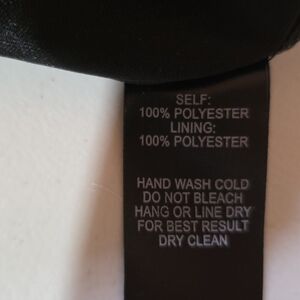 SELF:
100% POLYESTER
LINING:
100% POLYESTER
HAND WASH COLD
DO NOT BLEACH
HANG OR LINE DRY
FOR BEST RESULT
DRY CLEAN